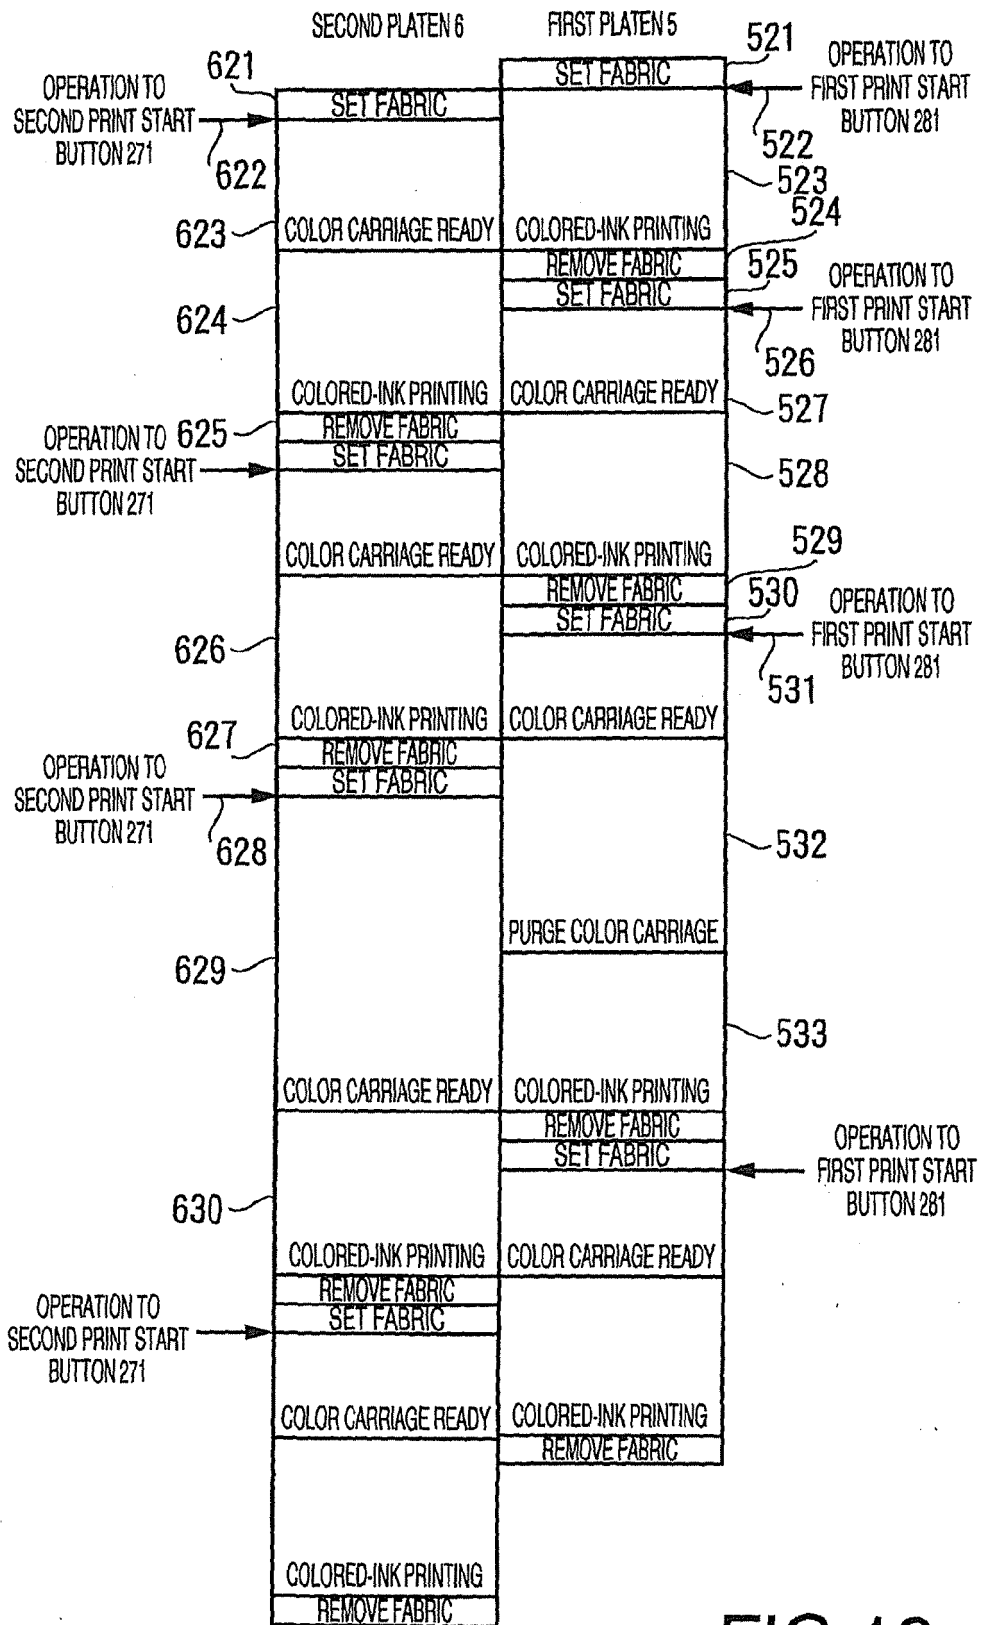 SECOND PLATEN 6
FIRST PLATEN 5
521
SET FABRIC
OPERATION TO
FIRST PRINT START
BUTTON 281
522
621
SET FABRIC
OPERATION TO
SECOND PRINT START
BUTTON 271
622
523
623
COLOR CARRIAGE READY
COLORED-INK PRINTING
524
REMOVE FABRIC
525
SET FABRIC
OPERATION TO
FIRST PRINT START
BUTTON 281
526
624
COLORED-INK PRINTING
COLOR CARRIAGE READY
527
625
REMOVE FABRIC
SET FABRIC
OPERATION TO
SECOND PRINT START
BUTTON 271
528
COLOR CARRIAGE READY
COLORED-INK PRINTING
529
REMOVE FABRIC
530
SET FABRIC
OPERATION TO
FIRST PRINT START
BUTTON 281
531
626
COLORED-INK PRINTING
COLOR CARRIAGE READY
627
REMOVE FABRIC
SET FABRIC
OPERATION TO
SECOND PRINT START
BUTTON 271
628
532
PURGE COLOR CARRIAGE
629
533
COLOR CARRIAGE READY
COLORED-INK PRINTING
REMOVE FABRIC
SET FABRIC
OPERATION TO
FIRST PRINT START
BUTTON 281
630
COLORED-INK PRINTING
COLOR CARRIAGE READY
REMOVE FABRIC
SET FABRIC
OPERATION TO
SECOND PRINT START
BUTTON 271
COLOR CARRIAGE READY
COLORED-INK PRINTING
REMOVE FABRIC
COLORED-INK PRINTING
REMOVE FABRIC